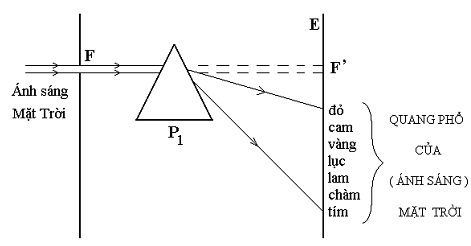 E
F
F'
Ánh sáng
Mặt Trời
P1
đỏ
cam
vàng
lục
lam
chàm
tím
QUANG PHỔ
CỦA
( ÁNH SÁNG )
MẶT TRỜI